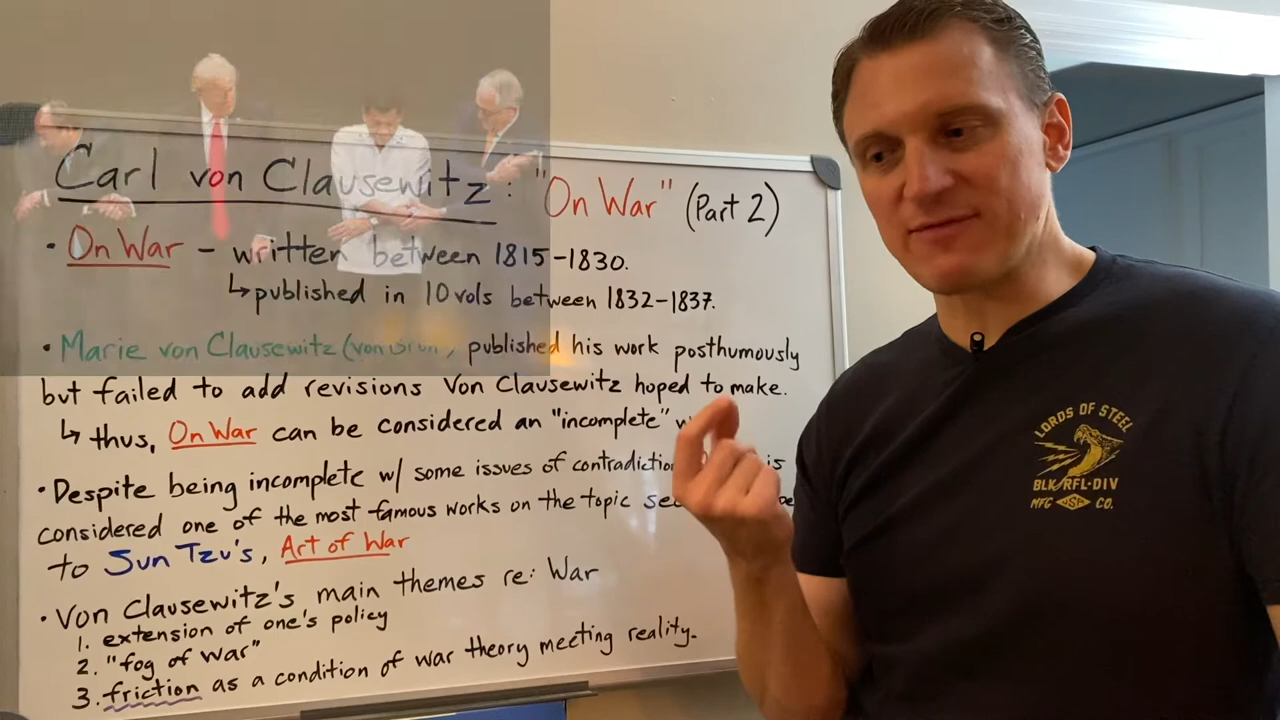 Carl von Clausewitz: "On War" (Part 2)
• On War – written between 1815–1830.
↳ published in 10 vols between 1832–1837.
• Marie von Clausewitz (von published his work posthumously
but failed to add revisions Von Clausewitz hoped to make.
↳ thus, On War can be considered an "incomplete"
• Despite being incomplete w/ some issues of is
considered one of the most famous works on the topic
to Sun Tzu's, Art of War
• Von Clausewitz's main themes re: War
1. extension of one's policy
2. "fog of war"
3. friction as a condition of war theory meeting reality.
LORDS OF STEEL
BLK/RFL-DIV
MFG USA CO.